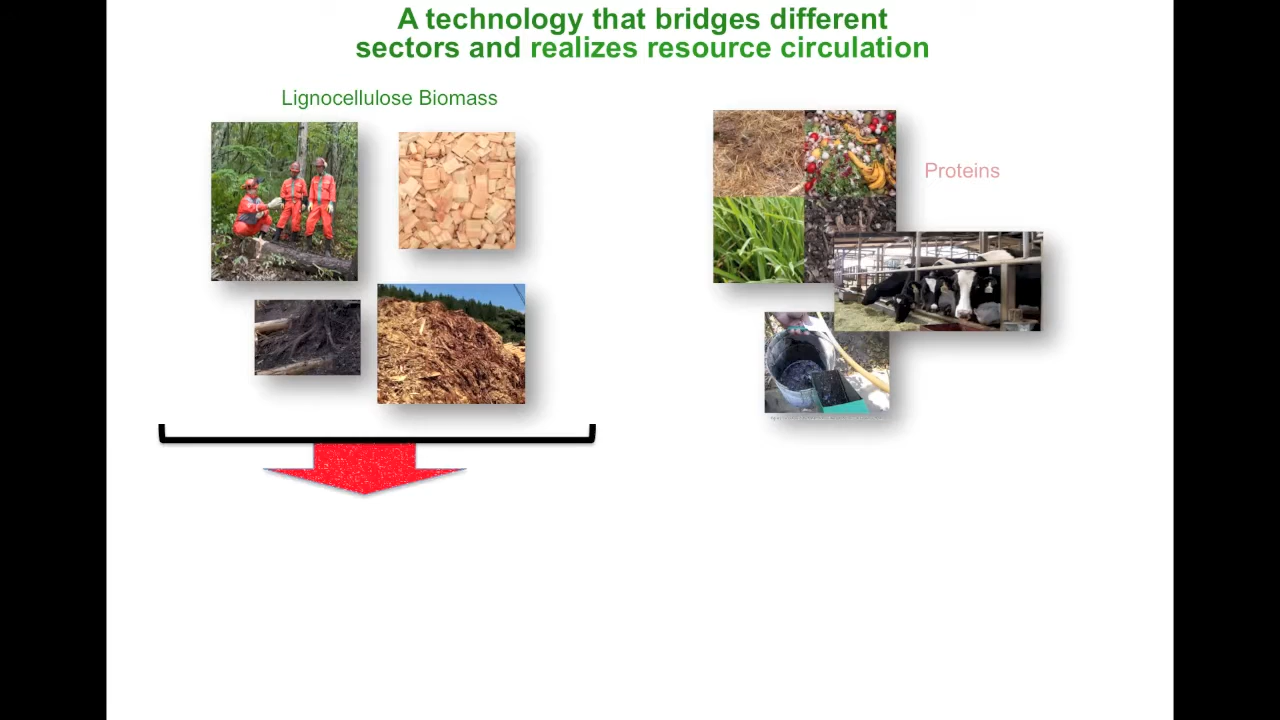 A technology that bridges different
sectors and realizes resource circulation
Lignocellulose Biomass
Proteins